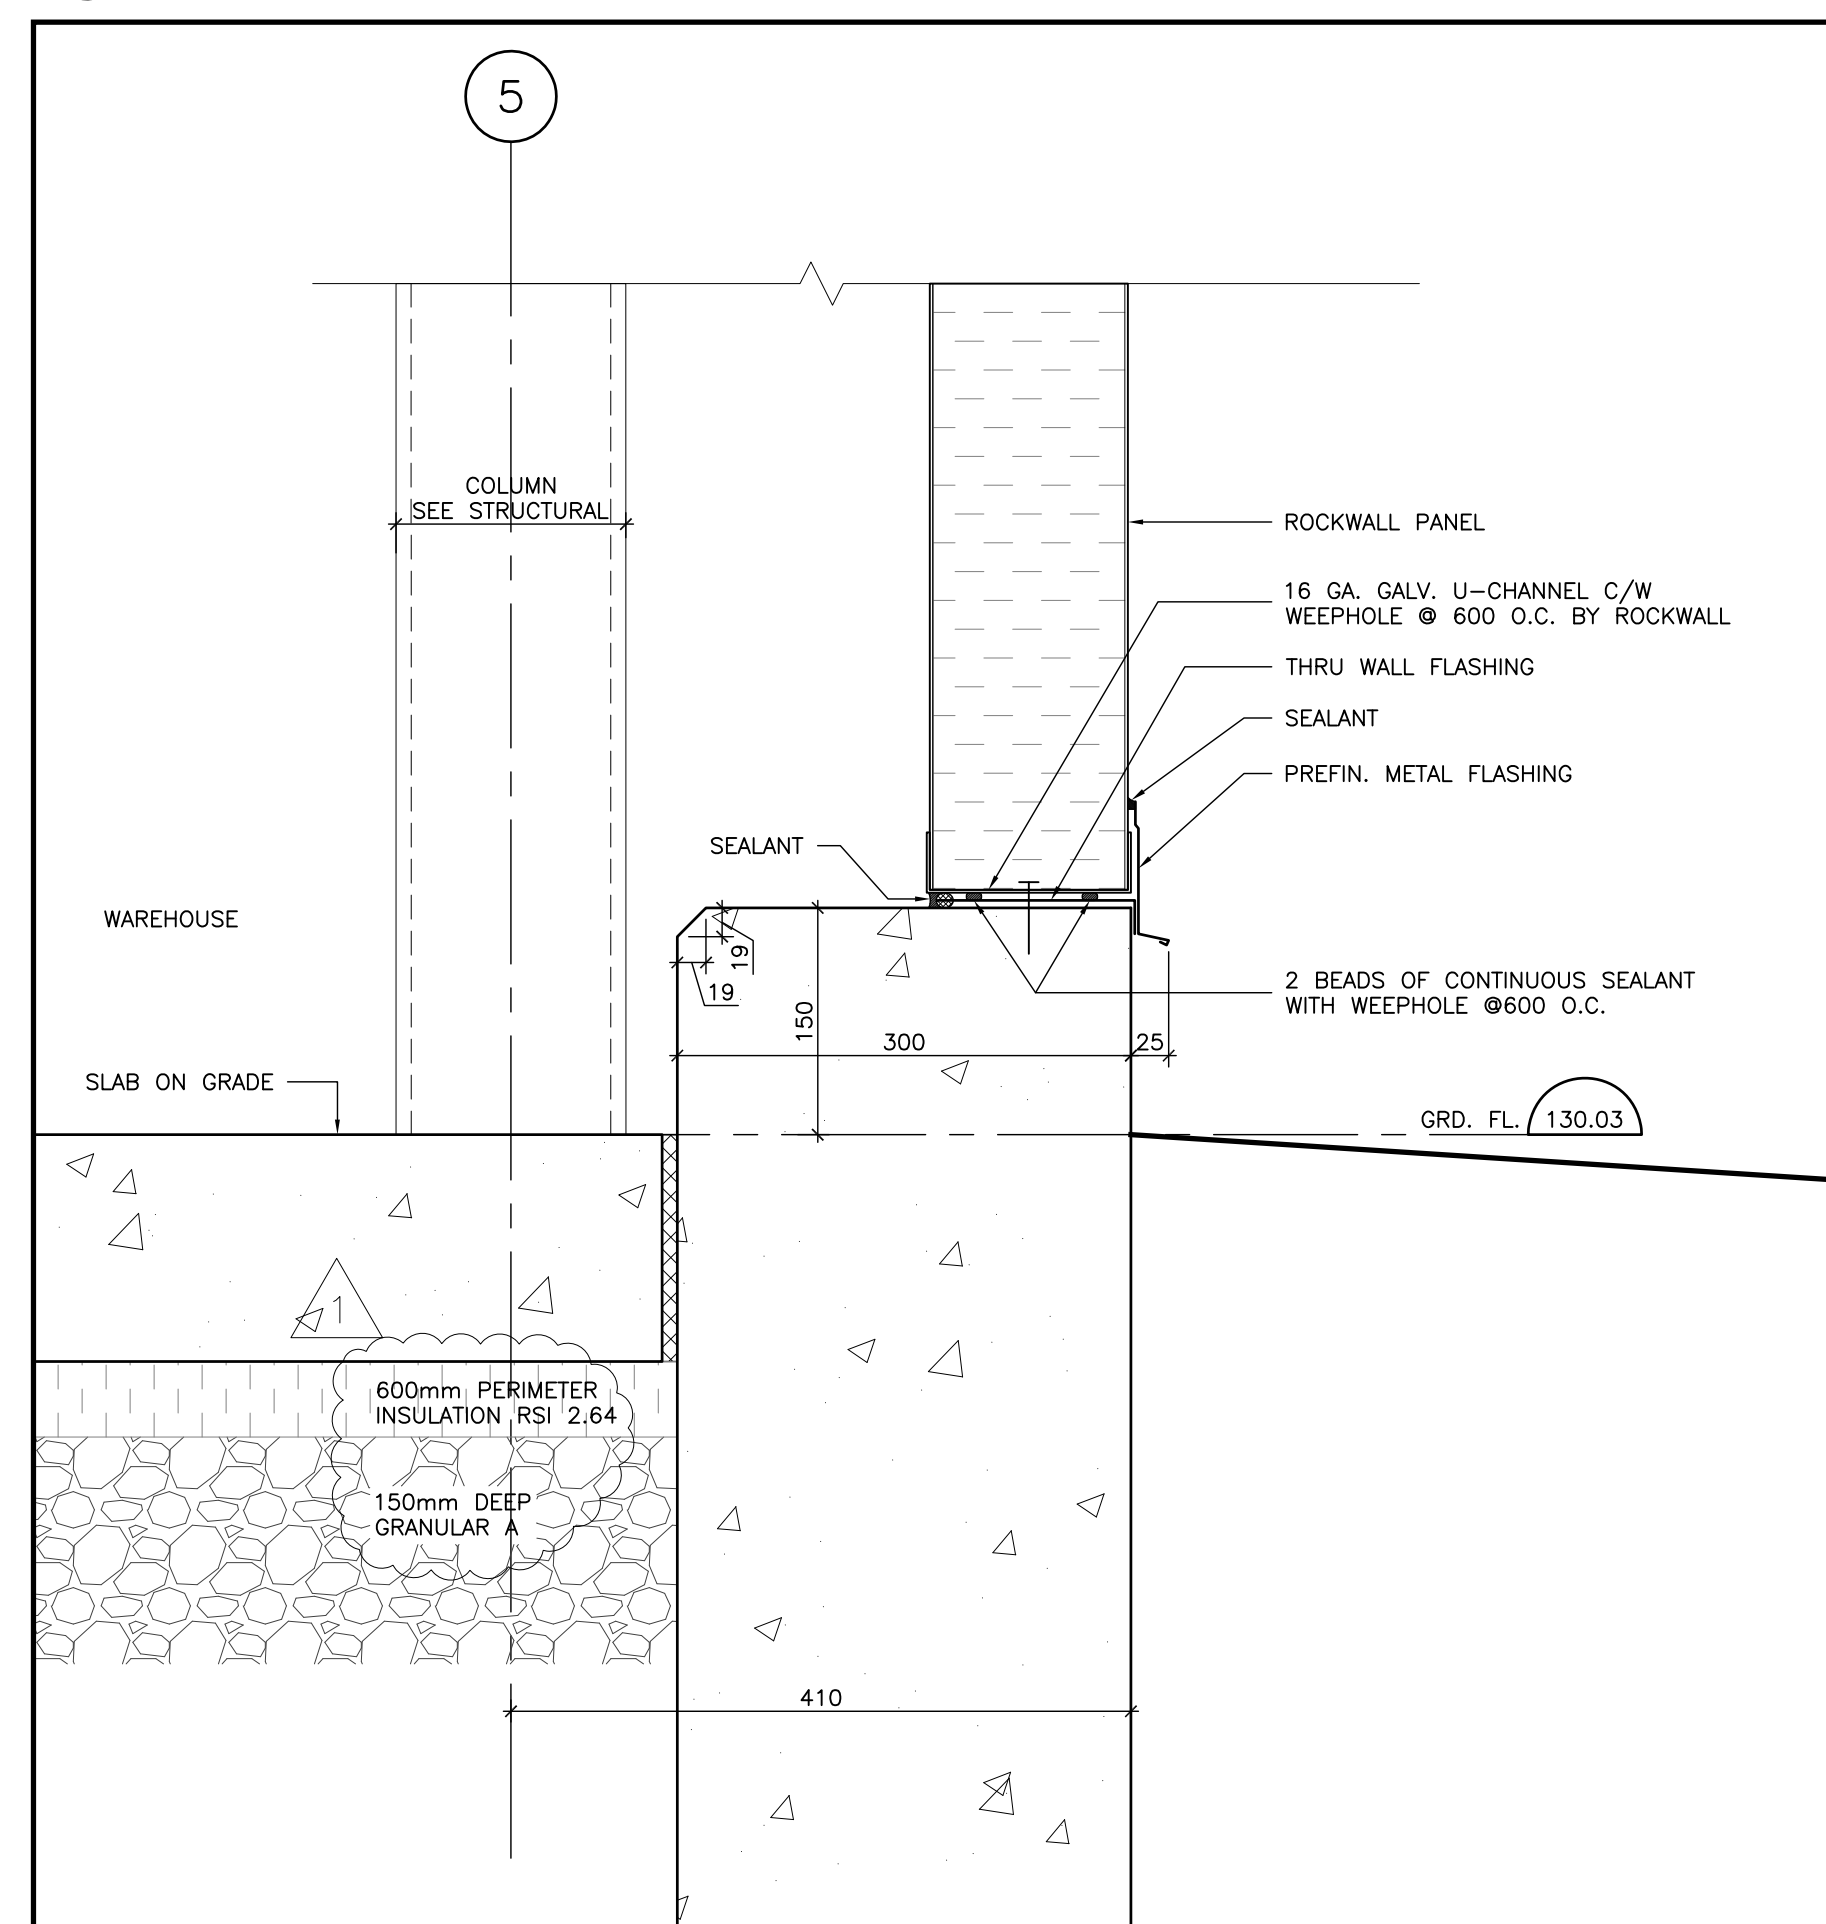 5
COLUMN
SEE STRUCTURAL
ROCKWALL PANEL
16 GA. GALV. U-CHANNEL C/W
WEEPHOLE @ 600 O.C. BY ROCKWALL
THRU WALL FLASHING
SEALANT
PREFIN. METAL FLASHING
SEALANT
WAREHOUSE
19
19
150
300
25
2 BEADS OF CONTINUOUS SEALANT
WITH WEEPHOLE @600 O.C.
SLAB ON GRADE
GRD. FL. 130.03
1
600mm PERIMETER
INSULATION RSI 2.64
150mm DEEP
GRANULAR A
410